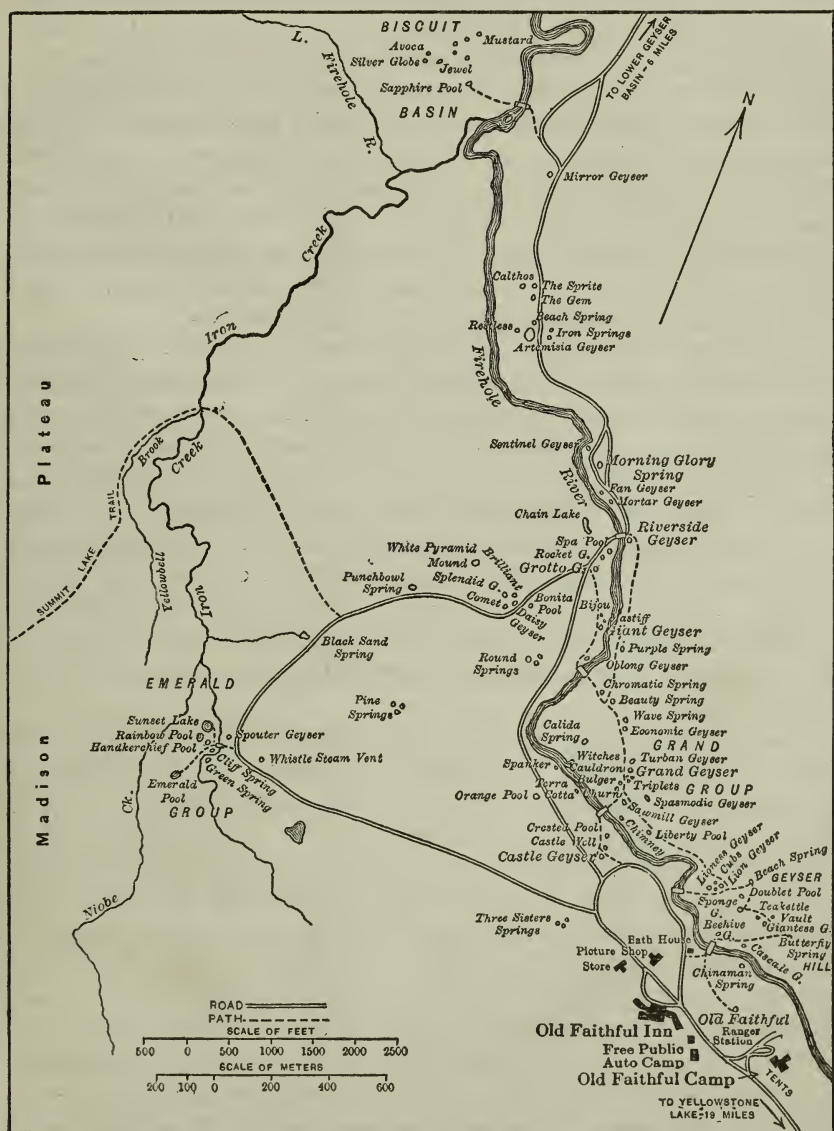 BISCUIT
L. Firehole R.
Avoca
Mustard
Silver Globe
Jewel
Sapphire Pool
BASIN
TO LOWER GEYSER
BASIN-6 MILES
N
Mirror Geyser
Iron Creek
Calthos
The Sprite
The Gem
Beach Spring
Restless
Iron Springs
Artemisia Geyser
Firehole River
Plateau
Brook
Creek
SUMMIT LAKE TRAIL
Sentinel Geyser
Morning Glory
Spring
Fan Geyser
Mortar Geyser
Chain Lake
Riverside
Geyser
Spa Pool
Rocket G.
Grotto G.
White Pyramid
Mound
Brilliant
Splendid G.
Punchbowl
Spring
Comet
Daisy
Geyser
Bonita
Pool
Bijou
Mastiff
Giant Geyser
Purple Spring
Iron
Black Sand
Spring
Round
Springs
Oblong Geyser
Chromatic Spring
Beauty Spring
Wave Spring
Economic Geyser
EMERALD
Pine
Springs
Sunset Lake
Rainbow Pool
Handkerchief Pool
Spouter Geyser
Cliff Spring
Green Spring
Whistle Steam Vent
Emerald
Pool
GROUP
Calida
Spring
GRAND
Turban Geyser
Grand Geyser
Witches
Cauldron
Spanker
Bulger
Triplets
GROUP
Terra
Cotta
Churn
Spasmodic Geyser
Orange Pool
Sawmill Geyser
Chimney
Liberty Pool
Crested Pool
Castle Well
Castle Geyser
Madison
Niobe Ck.
Lioness Geyser
Cubs
Lion Geyser
Beach Spring
GEYSER
Doublet Pool
Sponge
G.
Teakettle
Vault
Giantess G.
Beehive
G.
Butterfly
Spring
HILL
Cascade G.
Three Sisters
Springs
Bath House
Picture Shop
Store
Chinaman
Spring
Old Faithful
Ranger
Station
Old Faithful Inn
Free Public
Auto Camp
Old Faithful Camp
TENTS
TO YELLOWSTONE
LAKE-19 MILES
ROAD
PATH
SCALE OF FEET
500 0 500 1000 1500 2000 2500
SCALE OF METERS
200 100 0 200 400 600